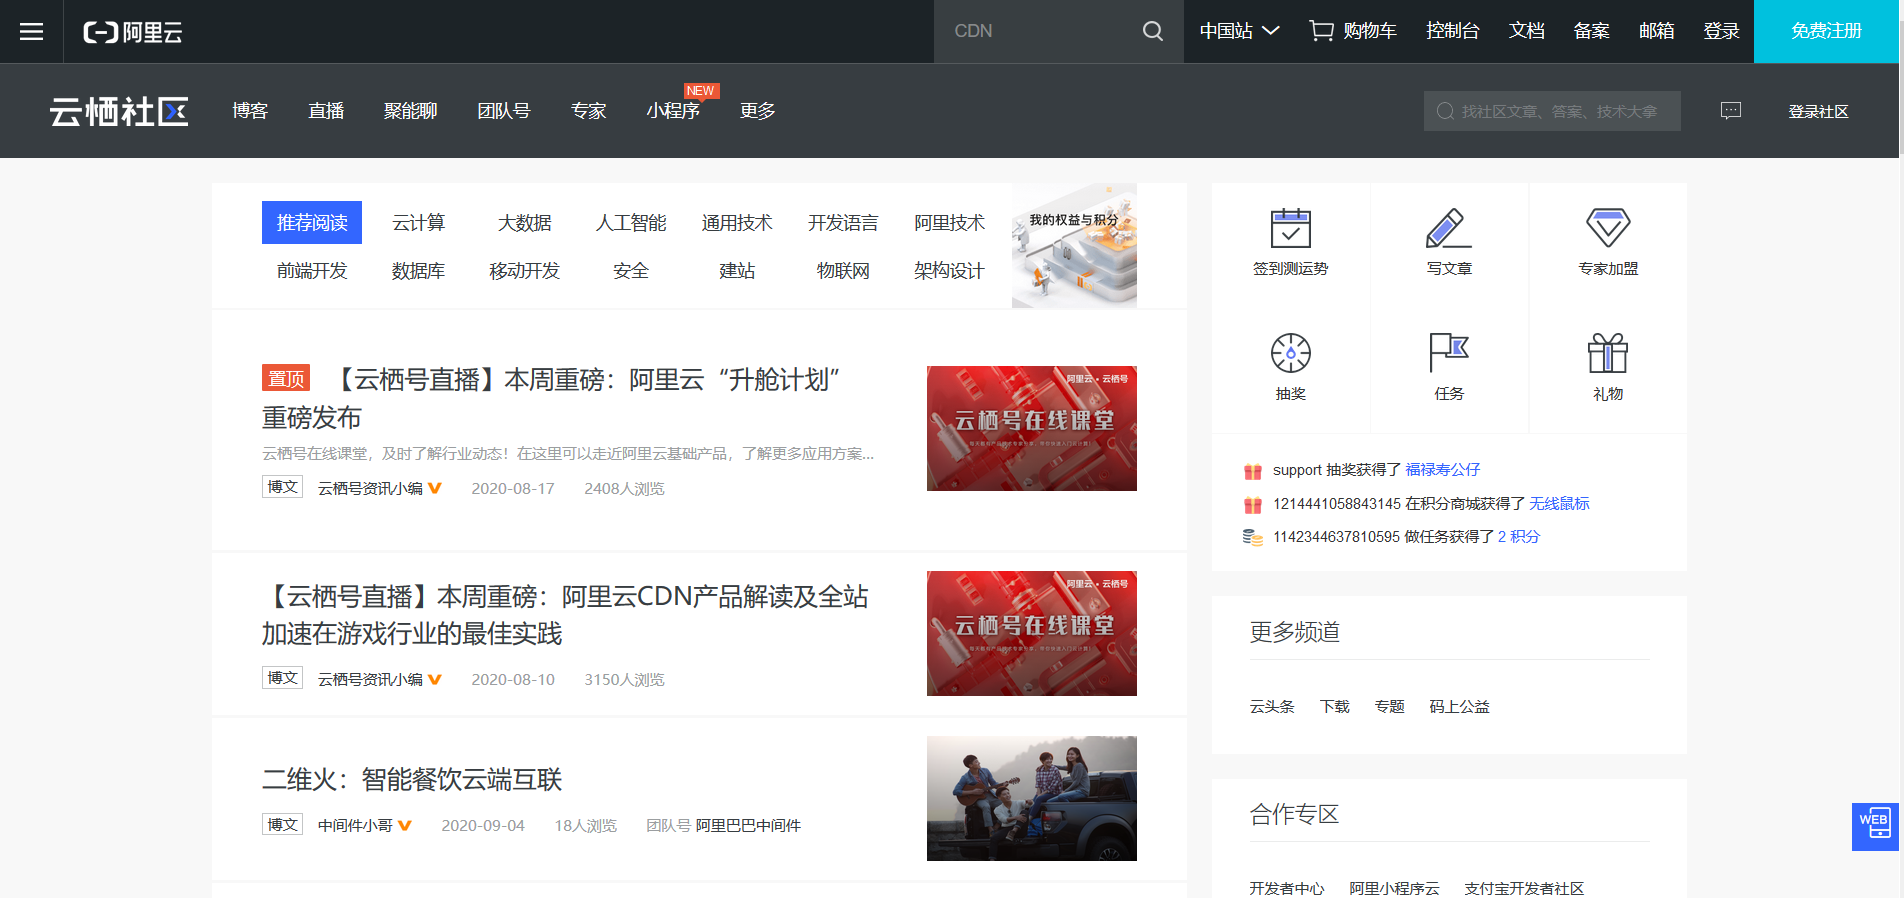 阿里云
CDN
中国站
购物车
控制台
文档
备案
邮箱
登录
免费注册
云栖社区
博客
直播
聚能聊
团队号
专家
小程序
NEW
更多
找社区文章、答案、技术大拿
登录社区
推荐阅读 云计算 大数据 人工智能 通用技术 开发语言 阿里技术
前端开发 数据库 移动开发 安全 建站 物联网 架构设计
我的权益与积分
置顶 【云栖号直播】本周重磅：阿里云“升舱计划”
重磅发布
云栖号在线课堂，及时了解行业动态！在这里可以走近阿里云基础产品，了解更多应用方案...
博文 云栖号资讯小编 2020-08-17 2408人浏览
阿里云·云栖号
云栖号在线课堂
【云栖号直播】本周重磅：阿里云CDN产品解读及全站
加速在游戏行业的最佳实践
博文 云栖号资讯小编 2020-08-10 3150人浏览
阿里云·云栖号
云栖号在线课堂
二维火：智能餐饮云端互联
博文 中间件小哥 2020-09-04 18人浏览 团队号 阿里巴巴中间件
签到测运势 写文章 专家加盟
抽奖 任务 礼物
support 抽奖获得了 福禄寿公仔
1214441058843145 在积分商城获得了 无线鼠标
1142344637810595 做任务获得了 2 积分
更多频道
云头条 下载 专题 码上公益
合作专区
开发者中心 阿里小程序云 支付宝开发者社区
WEB